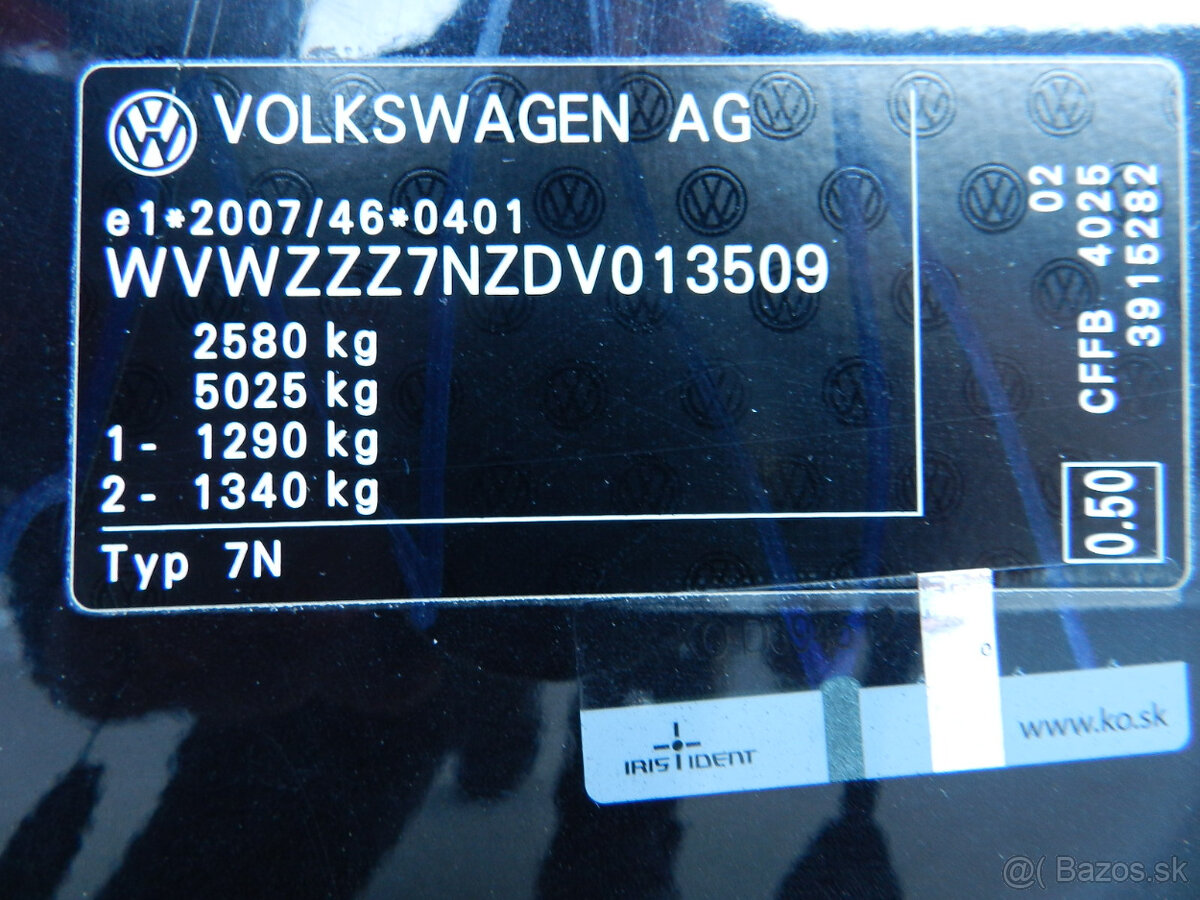 VOLKSWAGEN AG
e1*2007/46*0401
WVWZZZ7NZDV013509
2580 kg
5025 kg
1- 1290 kg
2- 1340 kg
Typ 7N
02
CFFB 4025
3915282
0.50
IRIS IDENT
www.ko.sk
@( Bazos.sk